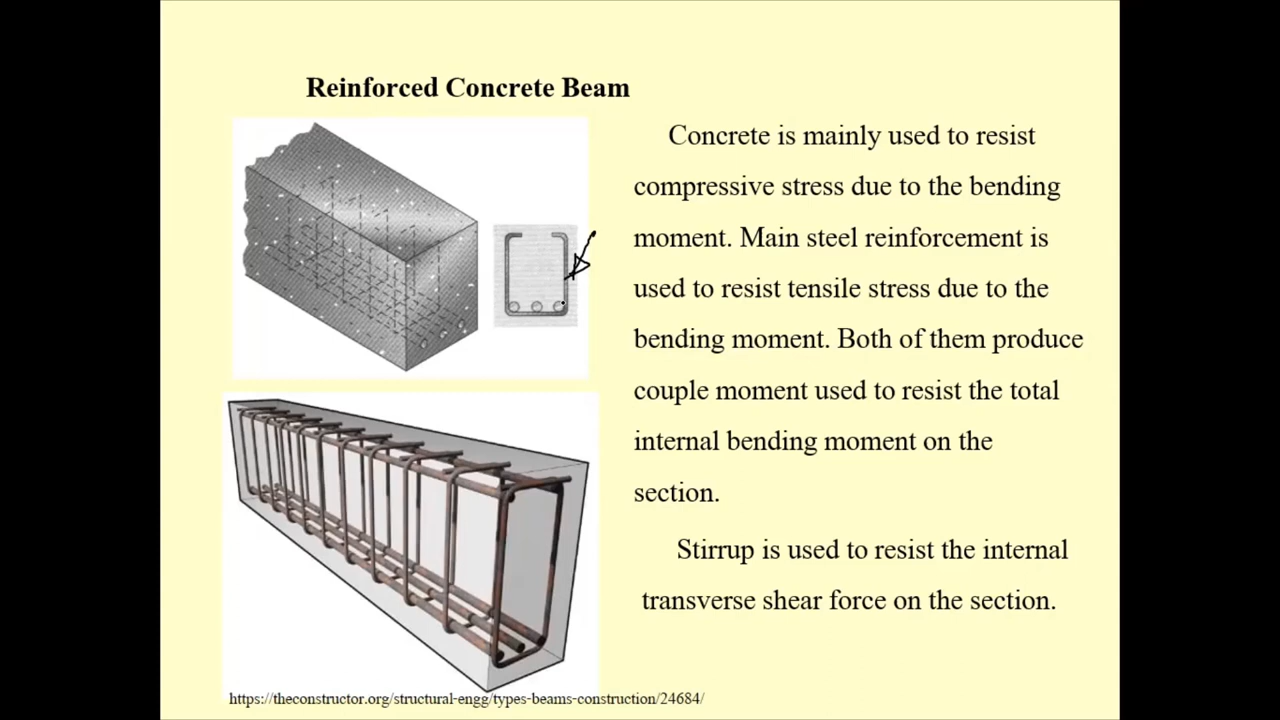 Reinforced Concrete Beam
Concrete is mainly used to resist
compressive stress due to the bending
moment. Main steel reinforcement is
used to resist tensile stress due to the
bending moment. Both of them produce
couple moment used to resist the total
internal bending moment on the
section.
Stirrup is used to resist the internal
transverse shear force on the section.
https://theconstructor.org/structural-engg/types-beams-construction/24684/